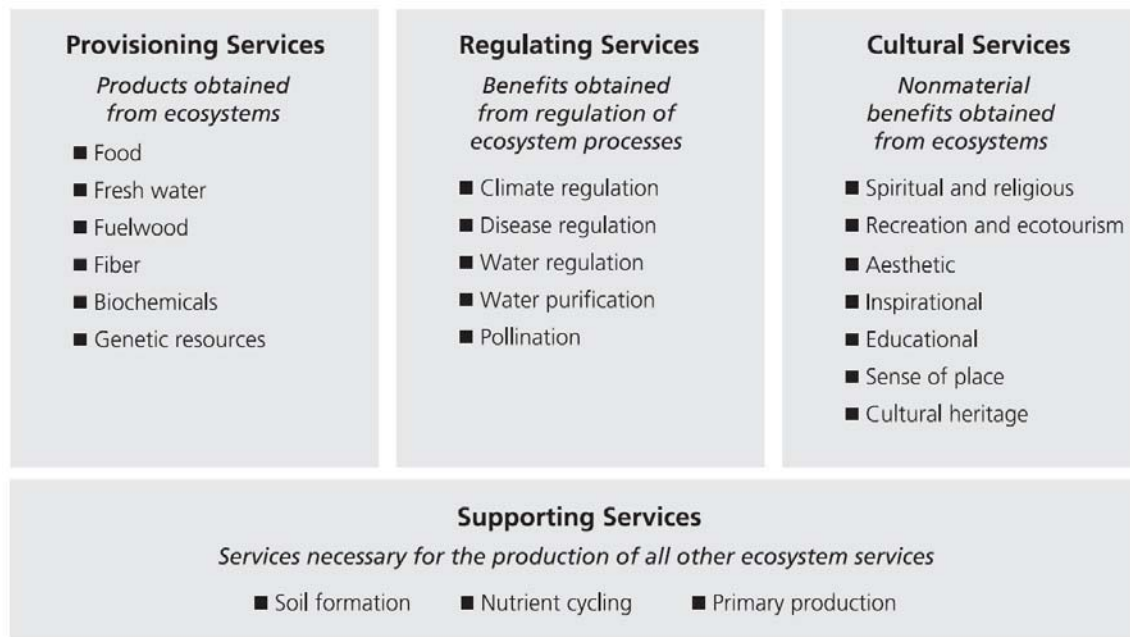 Provisioning Services
Products obtained
from ecosystems
■ Food
■ Fresh water
■ Fuelwood
■ Fiber
■ Biochemicals
■ Genetic resources
Regulating Services
Benefits obtained
from regulation of
ecosystem processes
■ Climate regulation
■ Disease regulation
■ Water regulation
■ Water purification
■ Pollination
Cultural Services
Nonmaterial
benefits obtained
from ecosystems
■ Spiritual and religious
■ Recreation and ecotourism
■ Aesthetic
■ Inspirational
■ Educational
■ Sense of place
■ Cultural heritage
Supporting Services
Services necessary for the production of all other ecosystem services
■ Soil formation ■ Nutrient cycling ■ Primary production